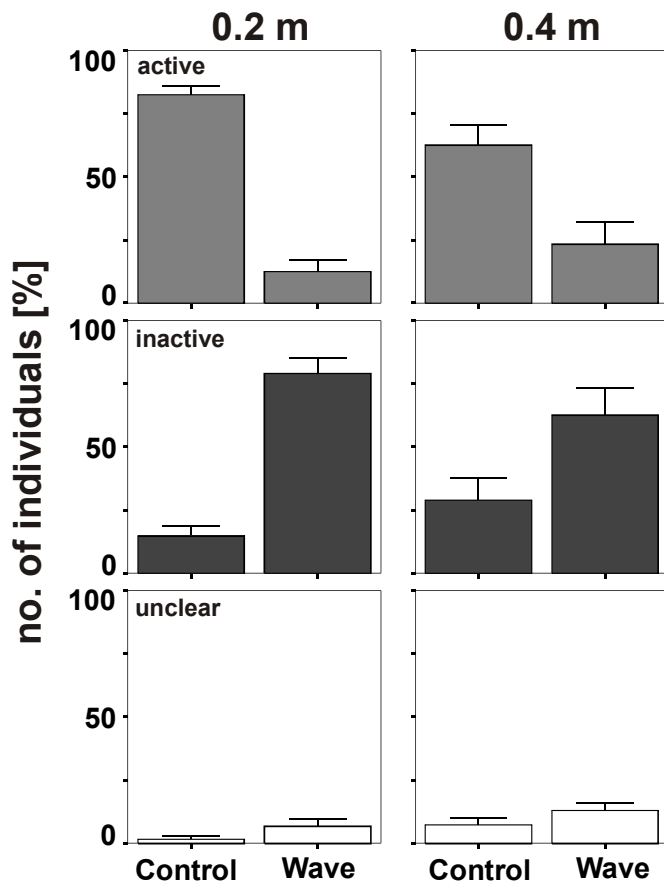 0.2 m 0.4 m
no. of individuals [%]
100
active
50
0
100
inactive
50
0
100
unclear
50
0
Control Wave Control Wave